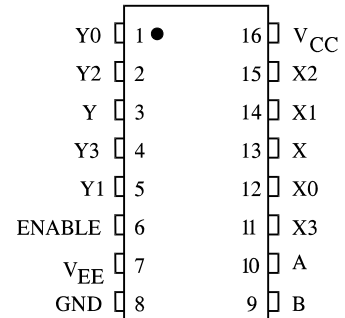 Y0 1 16 VCC
Y2 2 15 X2
Y 3 14 X1
Y3 4 13 X
Y1 5 12 X0
ENABLE 6 11 X3
VEE 7 10 A
GND 8 9 B